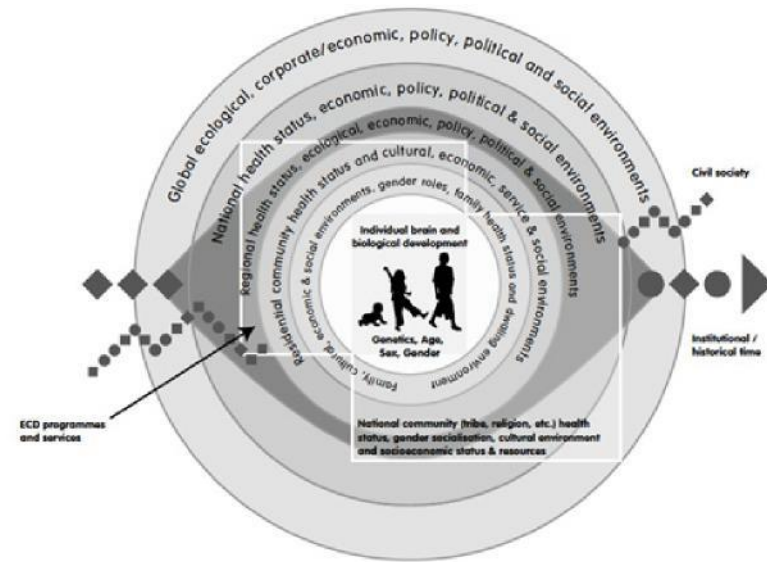 Global ecological, corporate/economic, policy, political and social environments
National health status, economic, policy, political & social environments
Regional health status, ecological, economic, policy, political & social environments
Residential community health status and cultural, economic, service & social environments
Family, cultural, economic & social environments, gender roles, family health status and dwelling environment
Civil society
Individual brain and
biological development
Genetics, Age,
Sex, Gender
Institutional /
historical time
ECD programmes
and services
National community (tribe, religion, etc.) health
status, gender socialisation, cultural environment
and socioeconomic status & resources